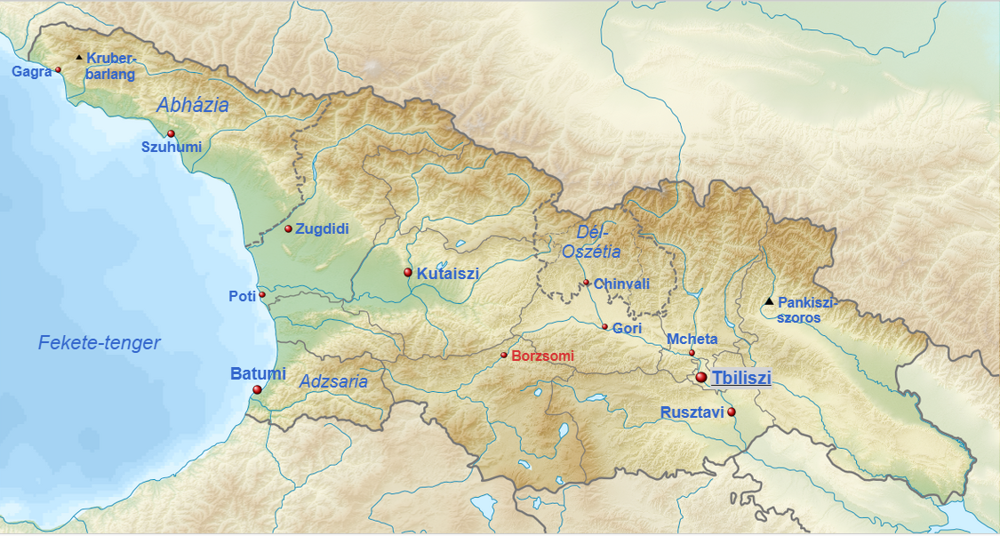 Kruber-
barlang
Gagra
Abházia
Szuhumi
Zugdidi
Dél-
Oszétia
Kutaiszi
Chinvali
Poti
Pankiszi-
szoros
Gori
Mcheta
Fekete-tenger
Borzsomi
Batumi
Adzsaria
Tbiliszi
Rusztavi